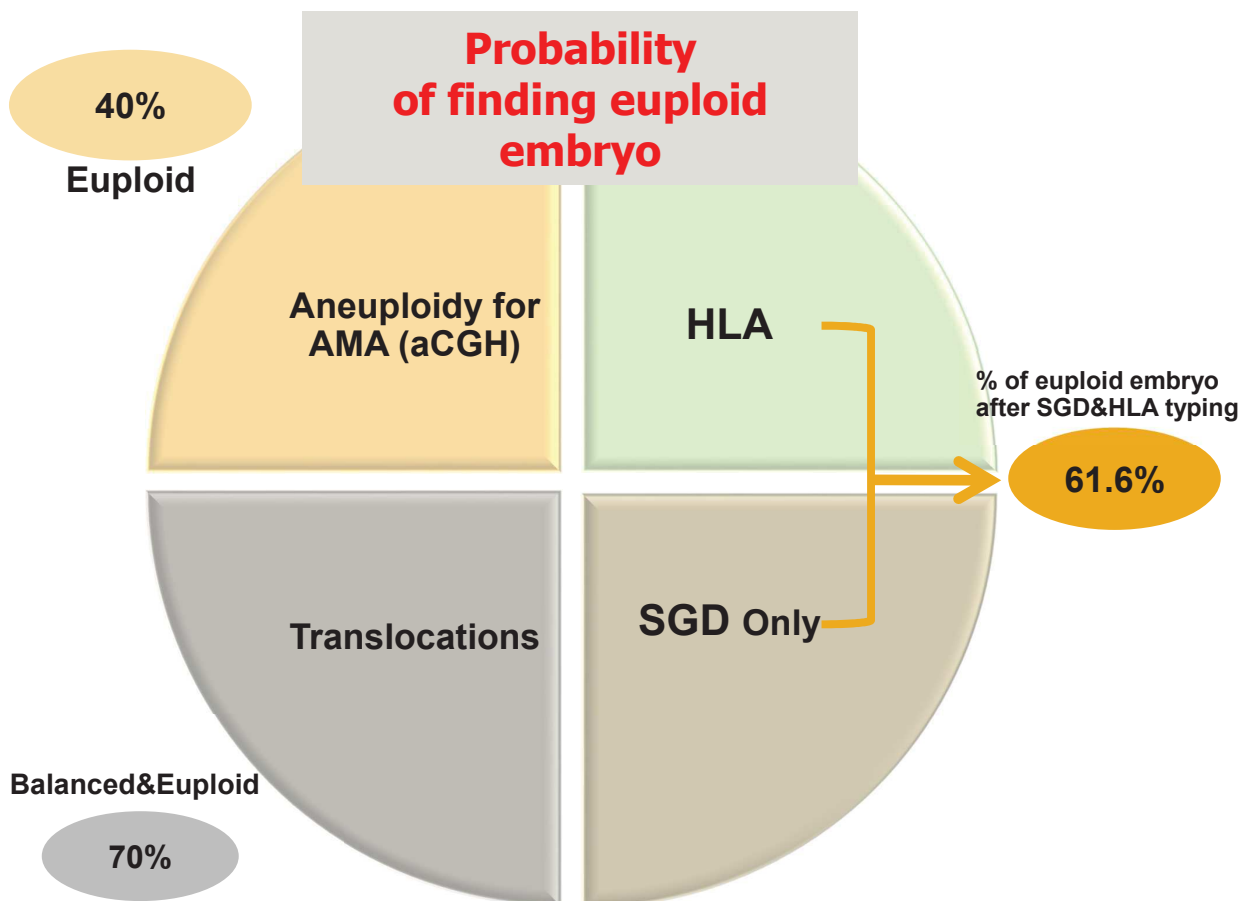 Probability
of finding euploid
embryo
40%
Euploid
Aneuploidy for
AMA (aCGH)
HLA
% of euploid embryo
after SGD&HLA typing
61.6%
Translocations
SGD Only
Balanced&Euploid
70%